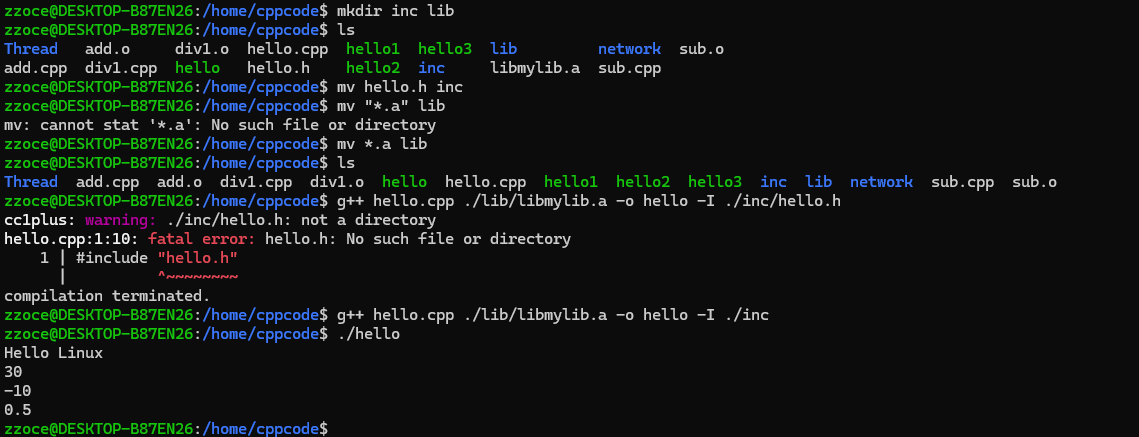 zzoce@DESKTOP-B87EN26:/home/cppcode$ mkdir inc lib
zzoce@DESKTOP-B87EN26:/home/cppcode$ ls
Thread   add.o     div1.o  hello.cpp  hello1  hello3  lib         network  sub.o
add.cpp  div1.cpp  hello   hello.h    hello2  inc     libmylib.a  sub.cpp
zzoce@DESKTOP-B87EN26:/home/cppcode$ mv hello.h inc
zzoce@DESKTOP-B87EN26:/home/cppcode$ mv "*.a" lib
mv: cannot stat '*.a': No such file or directory
zzoce@DESKTOP-B87EN26:/home/cppcode$ mv *.a lib
zzoce@DESKTOP-B87EN26:/home/cppcode$ ls
Thread  add.cpp  add.o  div1.cpp  div1.o  hello  hello.cpp  hello1  hello2  hello3  inc  lib  network  sub.cpp  sub.o
zzoce@DESKTOP-B87EN26:/home/cppcode$ g++ hello.cpp ./lib/libmylib.a -o hello -I ./inc/hello.h
cc1plus: warning: ./inc/hello.h: not a directory
hello.cpp:1:10: fatal error: hello.h: No such file or directory
    1 | #include "hello.h"
      |          ^~~~~~~~~
compilation terminated.
zzoce@DESKTOP-B87EN26:/home/cppcode$ g++ hello.cpp ./lib/libmylib.a -o hello -I ./inc
zzoce@DESKTOP-B87EN26:/home/cppcode$ ./hello
Hello Linux
30
-10
0.5
zzoce@DESKTOP-B87EN26:/home/cppcode$